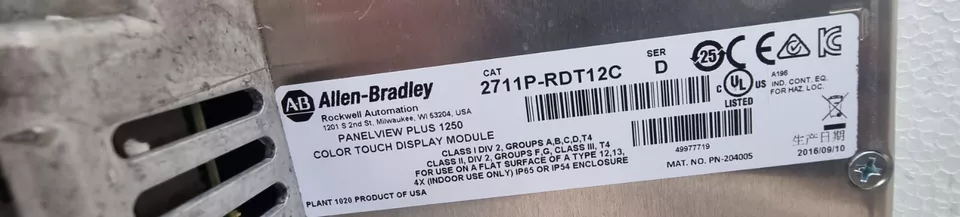 CAT
2711P-RDT12C
SER
D
25
CE
A·B Allen-Bradley
Rockwell Automation
1201 S 2nd St. Milwaukee, WI 53204, USA
PANELVIEW PLUS 1250
COLOR TOUCH DISPLAY MODULE
C UL US
LISTED
A196
IND. CONT. EQ.
FOR HAZ. LOC.
CLASS I DIV 2, GROUPS A,B,C,D,T4
CLASS II, DIV 2, GROUPS F,G, CLASS III, T4
FOR USE ON A FLAT SURFACE OF A TYPE 12,13,
4X (INDOOR USE ONLY) IP65 OR IP54 ENCLOSURE
49977719
MAT. NO. PN-204005
生产日期
2016/09/10
PLANT 1020 PRODUCT OF USA